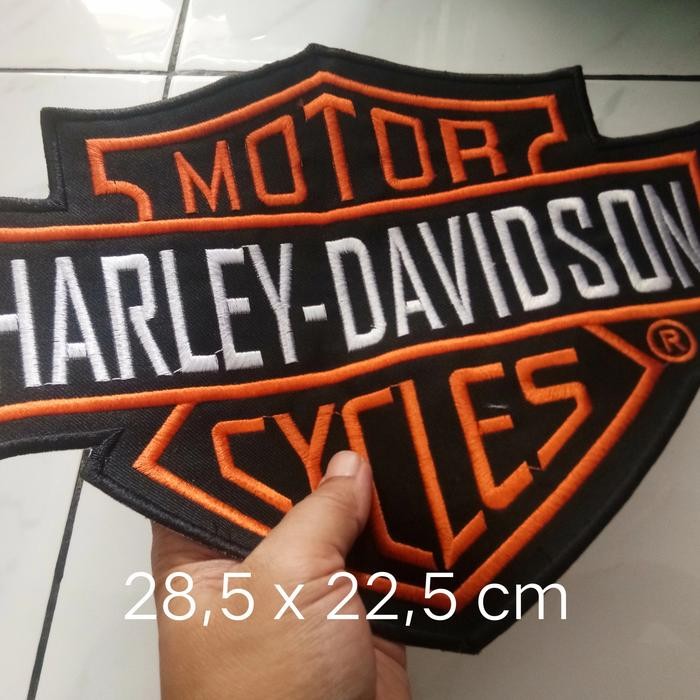 MOTOR
HARLEY-DAVIDSON
CYCLES ®
28,5 x 22,5 cm